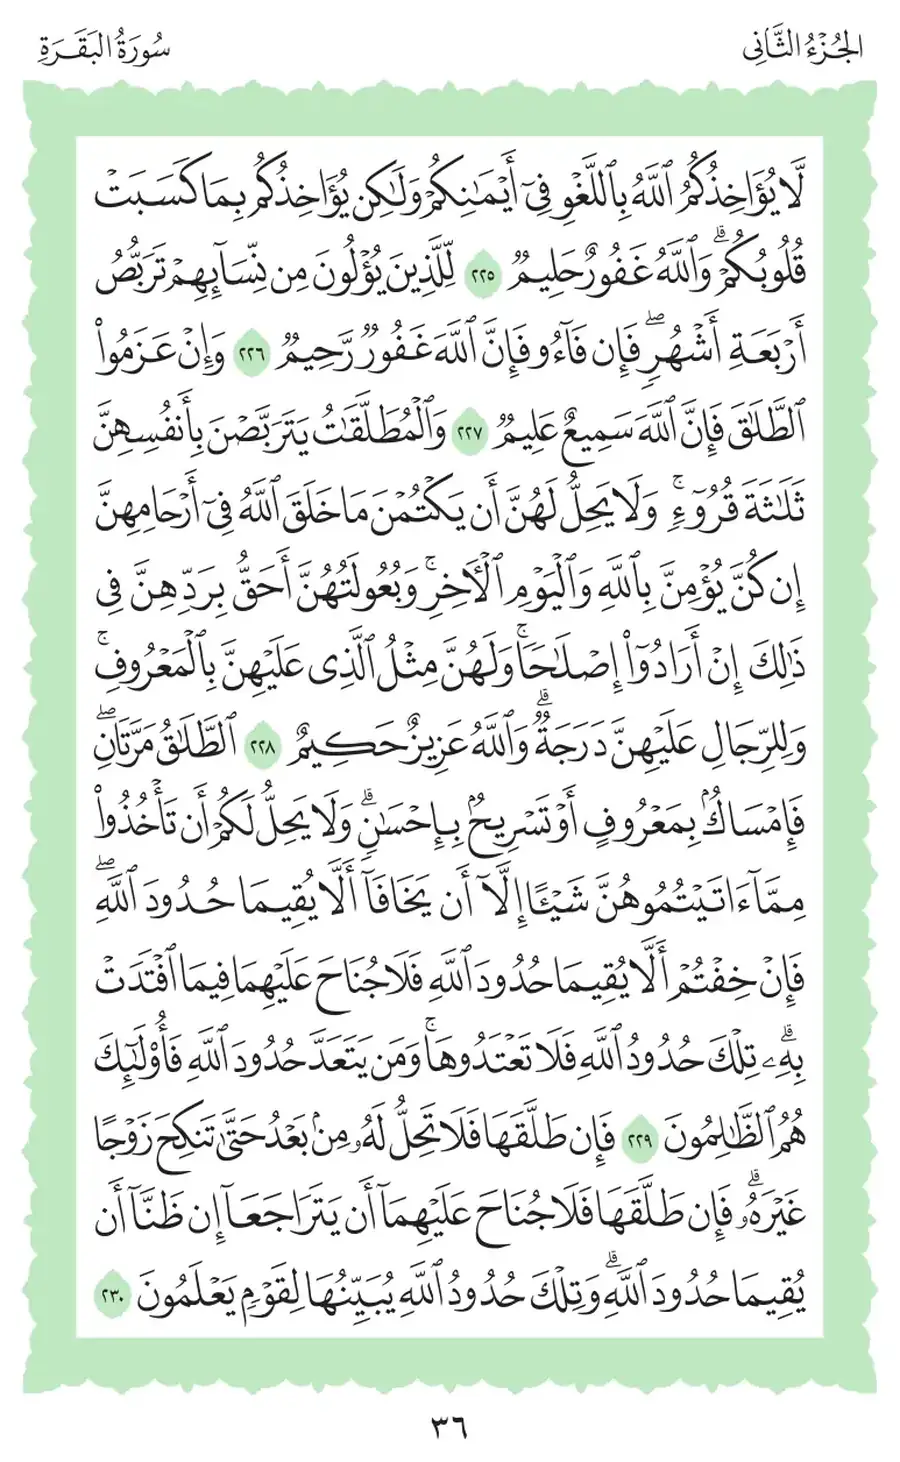 الجُزْءُ الثَّانِي
سُورَةُ البَقَرَةِ
لَّا يُؤَاخِذُكُمُ ٱللَّهُ بِٱللَّغْوِ فِىٓ أَيْمَـٰنِكُمْ وَلَـٰكِن يُؤَاخِذُكُم بِمَا كَسَبَتْ
قُلُوبُكُمْ ۗ وَٱللَّهُ غَفُورٌ حَلِيمٌ ٢٢٥ لِّلَّذِينَ يُؤْلُونَ مِن نِّسَآئِهِمْ تَرَبُّصُ
أَرْبَعَةِ أَشْهُرٍ ۖ فَإِن فَآءُو فَإِنَّ ٱللَّهَ غَفُورٌ رَّحِيمٌ ٢٢٦ وَإِنْ عَزَمُوا۟
ٱلطَّلَـٰقَ فَإِنَّ ٱللَّهَ سَمِيعٌ عَلِيمٌ ٢٢٧ وَٱلْمُطَلَّقَـٰتُ يَتَرَبَّصْنَ بِأَنفُسِهِنَّ
ثَلَـٰثَةَ قُرُوٓءٍ ۚ وَلَا يَحِلُّ لَهُنَّ أَن يَكْتُمْنَ مَا خَلَقَ ٱللَّهُ فِىٓ أَرْحَامِهِنَّ
إِن كُنَّ يُؤْمِنَّ بِٱللَّهِ وَٱلْيَوْمِ ٱلْـَٔاخِرِ ۚ وَبُعُولَتُهُنَّ أَحَقُّ بِرَدِّهِنَّ فِى
ذَٰلِكَ إِنْ أَرَادُوٓا۟ إِصْلَـٰحًا ۚ وَلَهُنَّ مِثْلُ ٱلَّذِى عَلَيْهِنَّ بِٱلْمَعْرُوفِ ۚ
وَلِلرِّجَالِ عَلَيْهِنَّ دَرَجَةٌ ۗ وَٱللَّهُ عَزِيزٌ حَكِيمٌ ٢٢٨ ٱلطَّلَـٰقُ مَرَّتَانِ ۖ
فَإِمْسَاكٌۢ بِمَعْرُوفٍ أَوْ تَسْرِيحٌۢ بِإِحْسَـٰنٍ ۗ وَلَا يَحِلُّ لَكُمْ أَن تَأْخُذُوا۟
مِمَّآ ءَاتَيْتُمُوهُنَّ شَيْـًٔا إِلَّآ أَن يَخَافَآ أَلَّا يُقِيمَا حُدُودَ ٱللَّهِ ۖ
فَإِنْ خِفْتُمْ أَلَّا يُقِيمَا حُدُودَ ٱللَّهِ فَلَا جُنَاحَ عَلَيْهِمَا فِيمَا ٱفْتَدَتْ
بِهِۦ ۗ تِلْكَ حُدُودُ ٱللَّهِ فَلَا تَعْتَدُوهَا ۚ وَمَن يَتَعَدَّ حُدُودَ ٱللَّهِ فَأُو۟لَـٰٓئِكَ
هُمُ ٱلظَّـٰلِمُونَ ٢٢٩ فَإِن طَلَّقَهَا فَلَا تَحِلُّ لَهُۥ مِنۢ بَعْدُ حَتَّىٰ تَنكِحَ زَوْجًا
غَيْرَهُۥ ۗ فَإِن طَلَّقَهَا فَلَا جُنَاحَ عَلَيْهِمَآ أَن يَتَرَاجَعَآ إِن ظَنَّآ أَن
يُقِيمَا حُدُودَ ٱللَّهِ ۗ وَتِلْكَ حُدُودُ ٱللَّهِ يُبَيِّنُهَا لِقَوْمٍ يَعْلَمُونَ ٢٣٠
٣٦